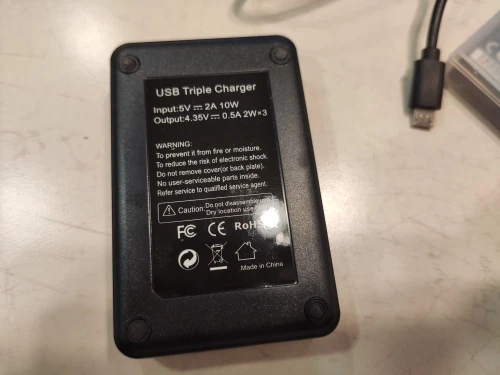 USB Triple Charger
Input:5V⎓ 2A 10W
Output:4.35V⎓ 0.5A 2W×3
WARNING:
To prevent it from fire or moisture.
To reduce the risk of electronic shock.
Do not remove cover(or back plate).
No user-serviceable parts inside.
Refer service to qualified service agent.
Caution: Do not disassemble
Dry location use
FC CE RoHS
Made in China